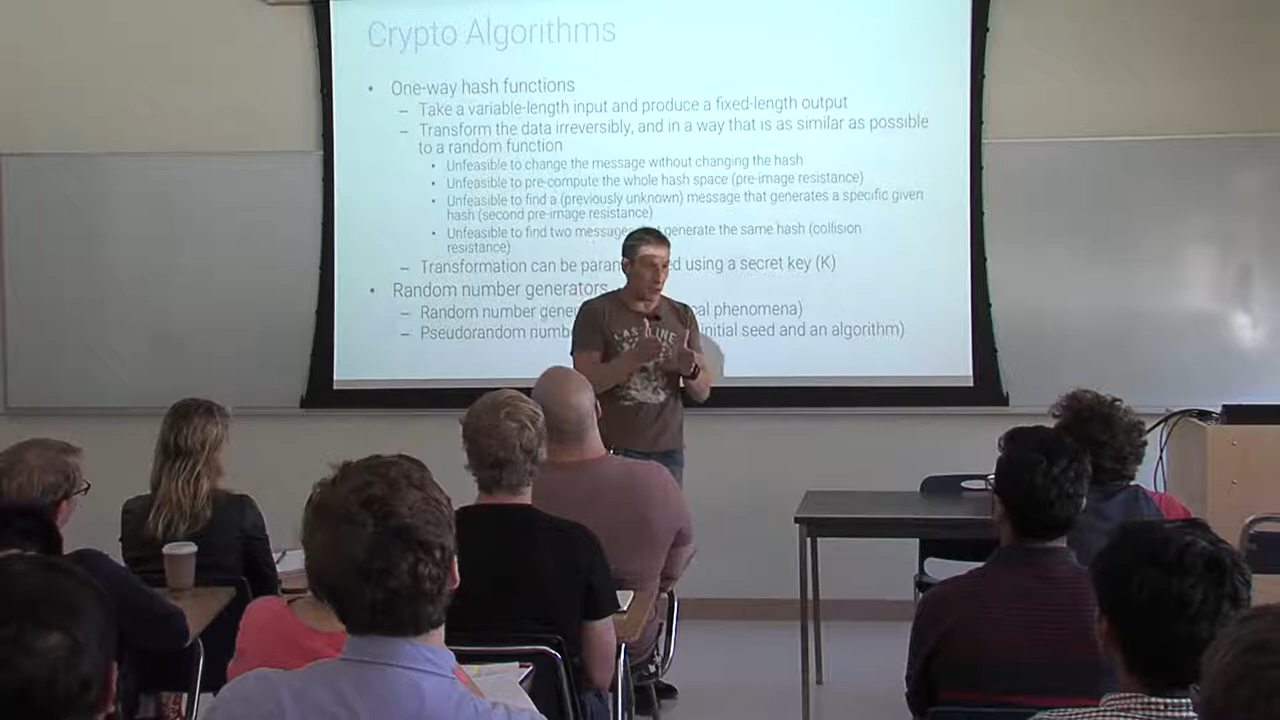 Crypto Algorithms
• One-way hash functions
– Take a variable-length input and produce a fixed-length output
– Transform the data irreversibly, and in a way that is as similar as possible
to a random function
• Unfeasible to change the message without changing the hash
• Unfeasible to pre-compute the whole hash space (pre-image resistance)
• Unfeasible to find a (previously unknown) message that generates a specific given
hash (second pre-image resistance)
• Unfeasible to find two messages generate the same hash (collision
resistance)
– Transformation can be using a secret key (K)
• Random number generators
– Random number phenomena)
– Pseudorandom initial seed and an algorithm)